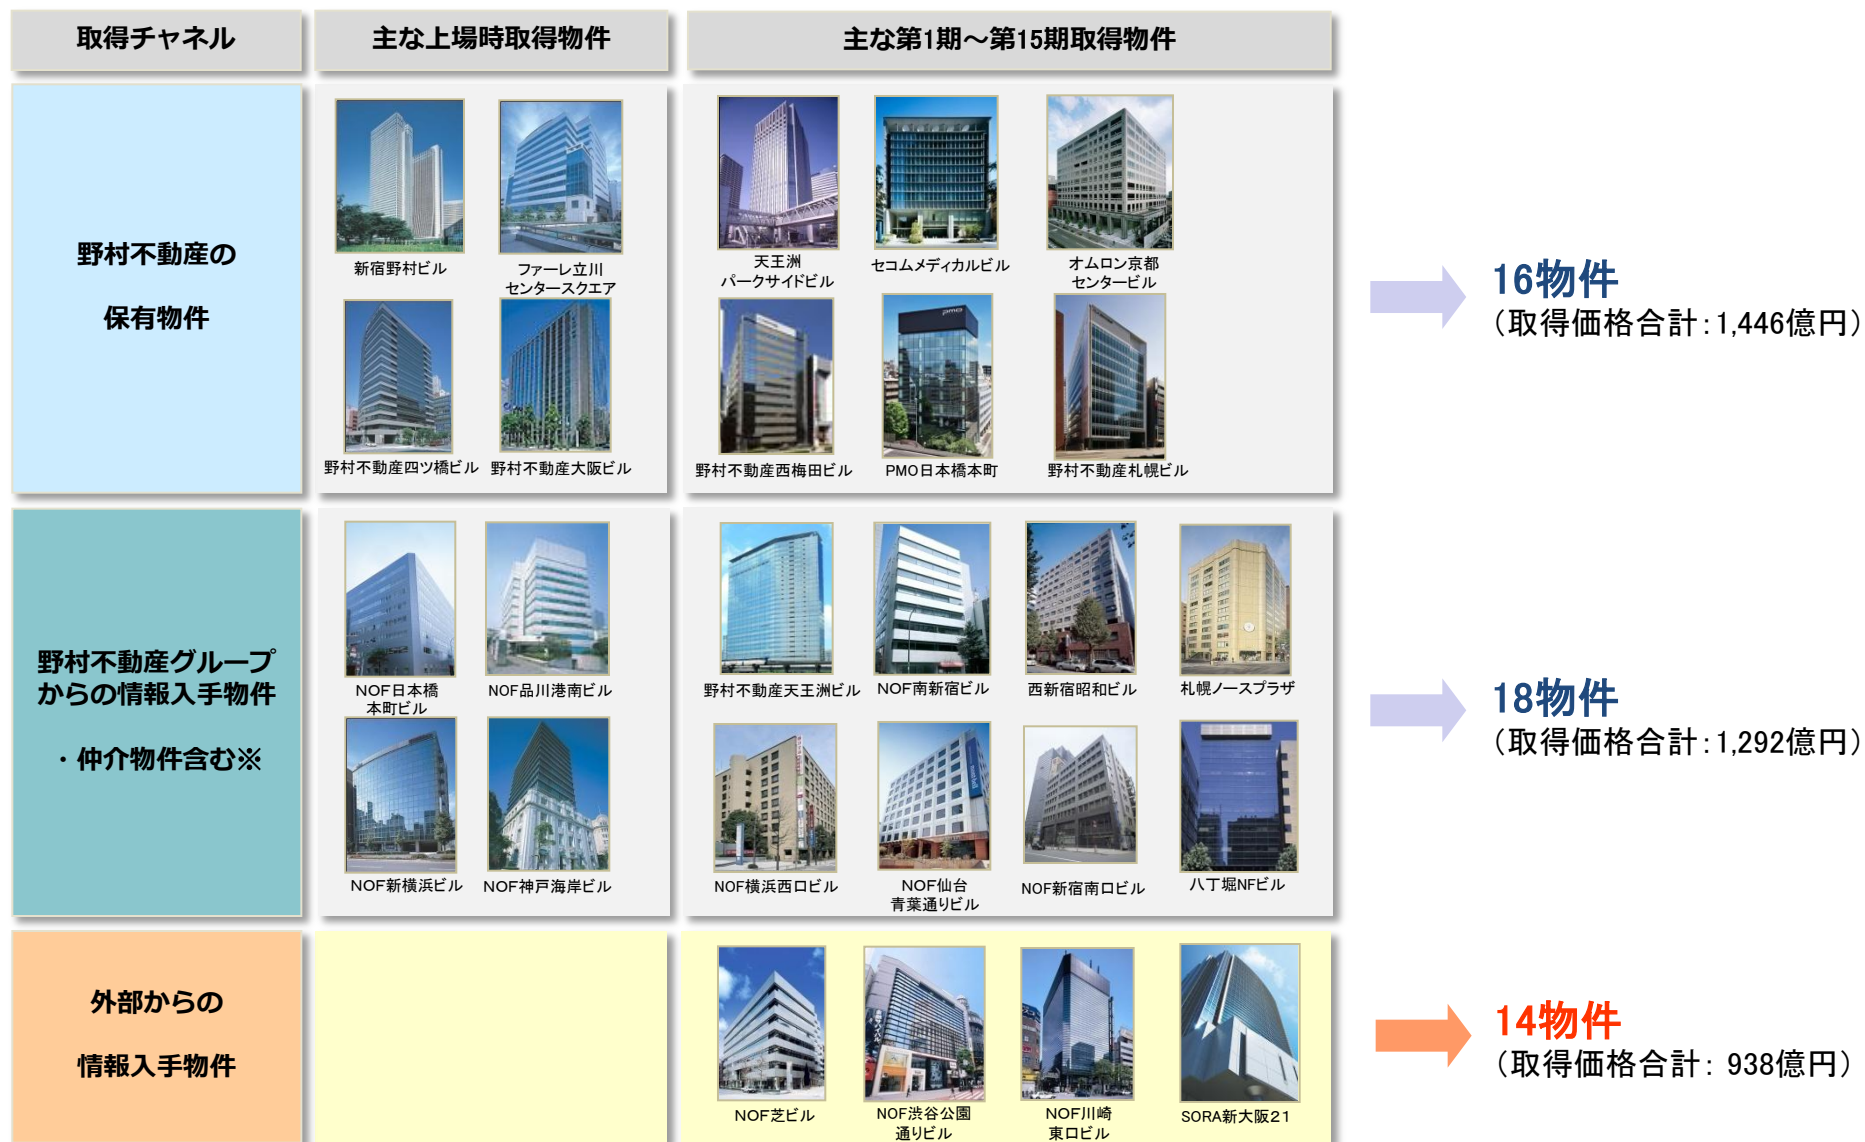 取得チャネル
主な上場時取得物件
主な第1期～第15期取得物件
野村不動産の
保有物件
新宿野村ビル
ファーレ立川
センタースクエア
野村不動産四ツ橋ビル
野村不動産大阪ビル
天王洲
パークサイドビル
セコムメディカルビル
オムロン京都
センタービル
pmo
野村不動産西梅田ビル
PMO日本橋本町
野村不動産札幌ビル
16物件
（取得価格合計：1,446億円）
野村不動産グループ
からの情報入手物件
・仲介物件含む※
NOF日本橋
本町ビル
NOF品川港南ビル
NOF新横浜ビル
NOF神戸海岸ビル
野村不動産天王洲ビル
NOF南新宿ビル
西新宿昭和ビル
札幌ノースプラザ
NOF横浜西口ビル
NOF仙台
青葉通りビル
NOF新宿南口ビル
八丁堀NFビル
18物件
（取得価格合計：1,292億円）
外部からの
情報入手物件
NOF芝ビル
NOF渋谷公園
通りビル
NOF川崎
東口ビル
SORA新大阪21
14物件
（取得価格合計： 938億円）